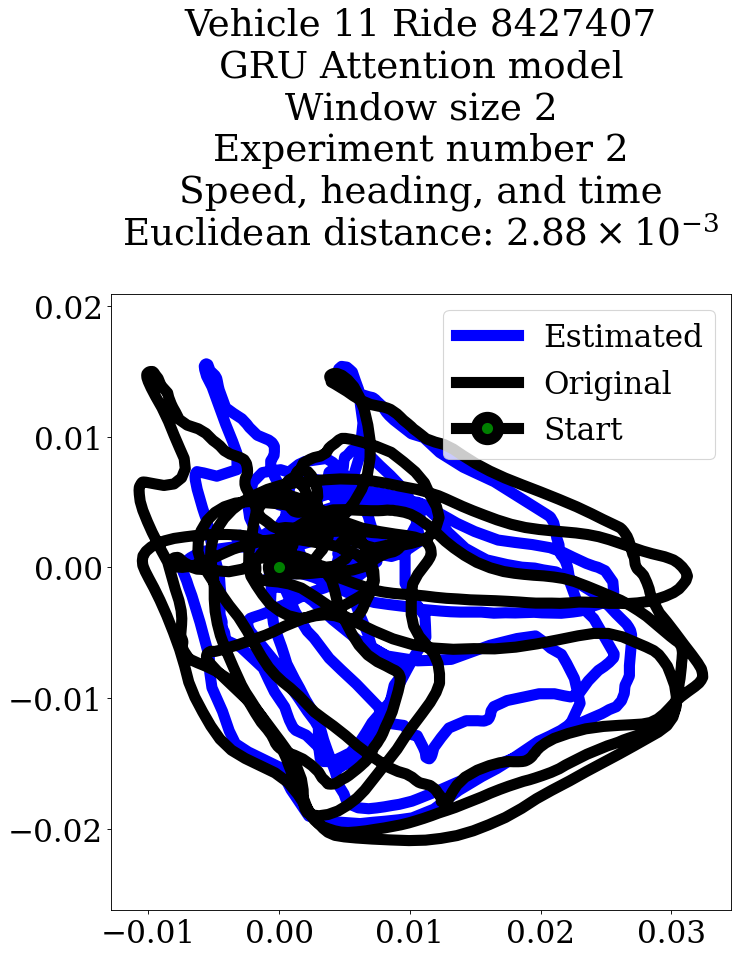 Vehicle 11 Ride 8427407
GRU Attention model
Window size 2
Experiment number 2
Speed, heading, and time
Euclidean distance: 2.88 × 10⁻³
0.02
Estimated
Original
Start
0.01
0.00
−0.01
−0.02
−0.01 0.00 0.01 0.02 0.03